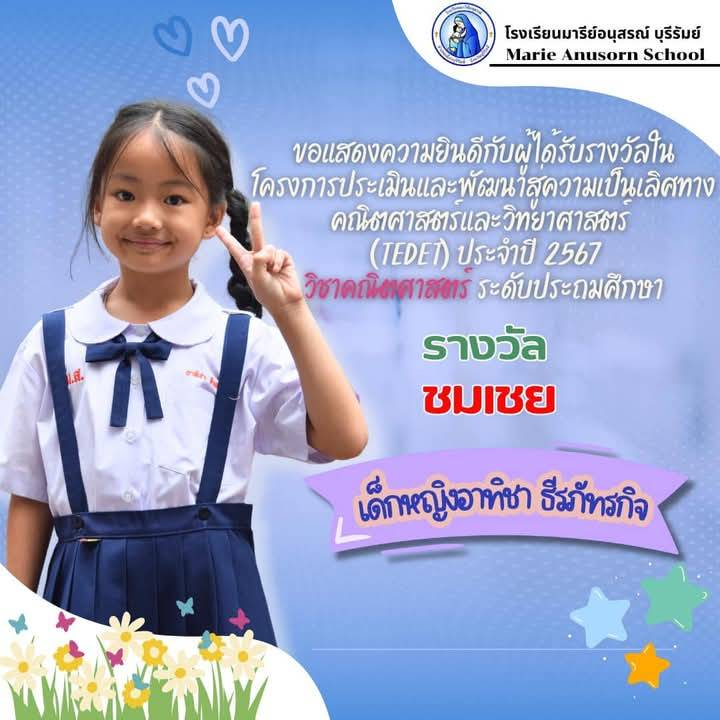 โรงเรียนมารีย์อนุสรณ์ บุรีรัมย์
Marie Anusorn School
ขอแสดงความยินดีกับผู้ได้รับรางวัลใน
โครงการประเมินและพัฒนาสู่ความเป็นเลิศทาง
คณิตศาสตร์และวิทยาศาสตร์
(TEDET) ประจำปี 2567
วิชาคณิตศาสตร์ ระดับประถมศึกษา
รางวัล
ชมเชย
เด็กหญิงอาทิชา ธีรภัทรกิจ